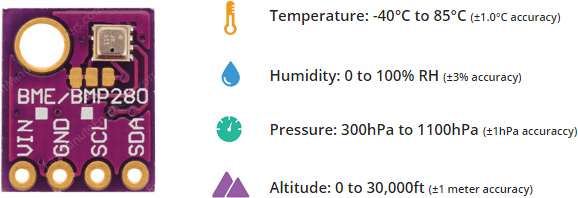 BME/BMP280
VIN
GND
SCL
SDA
Temperature: -40°C to 85°C (±1.0°C accuracy)
Humidity: 0 to 100% RH (±3% accuracy)
Pressure: 300hPa to 1100hPa (±1hPa accuraccy)
Altitude: 0 to 30,000ft (±1 meter accuracy)